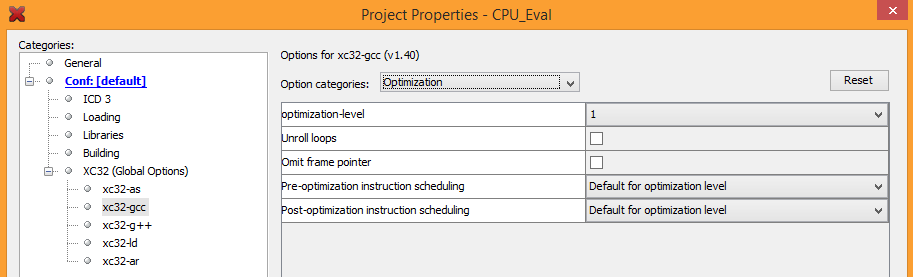 Project Properties - CPU_Eval
Categories:
General
Conf: [default]
ICD 3
Loading
Libraries
Building
XC32 (Global Options)
xc32-as
xc32-gcc
xc32-g++
xc32-ld
xc32-ar
Options for xc32-gcc (v1.40)
Option categories: Optimization Reset
optimization-level 1
Unroll loops
Omit frame pointer
Pre-optimization instruction scheduling Default for optimization level
Post-optimization instruction scheduling Default for optimization level